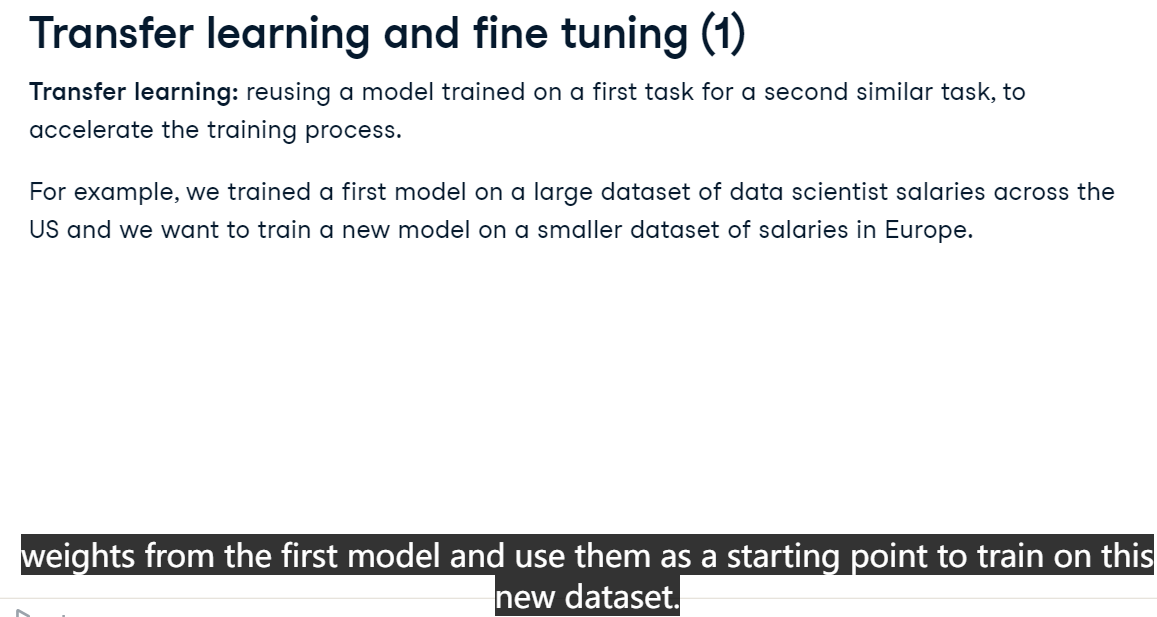 Transfer learning and fine tuning (1)
Transfer learning: reusing a model trained on a first task for a second similar task, to
accelerate the training process.
For example, we trained a first model on a large dataset of data scientist salaries across the
US and we want to train a new model on a smaller dataset of salaries in Europe.
weights from the first model and use them as a starting point to train on this
new dataset.